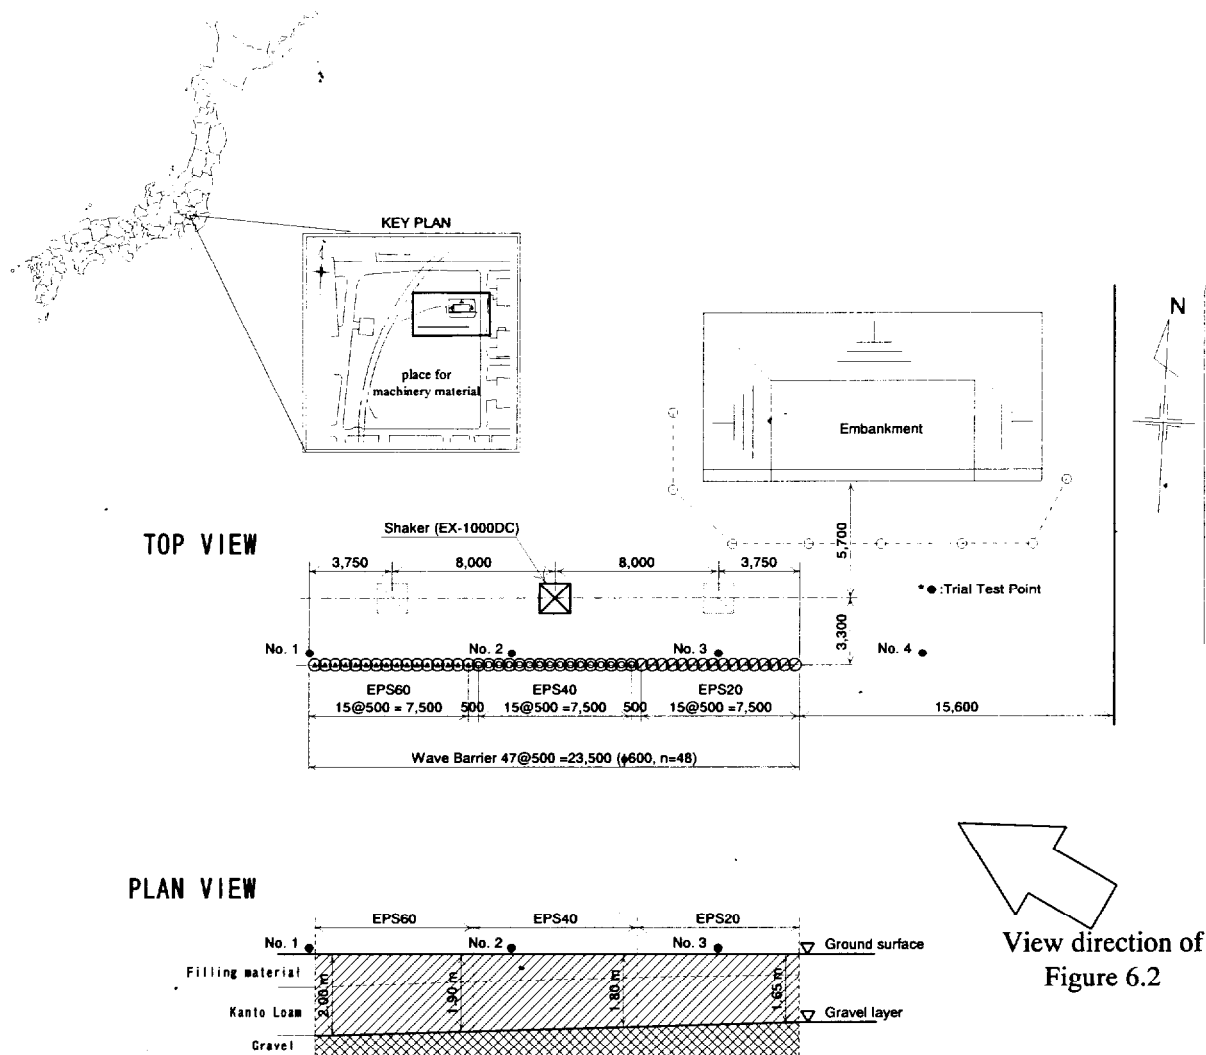 KEY PLAN
place for
machinery material
N
Embankment
TOP VIEW
Shaker (EX-1000DC)
3,750
8,000
8,000
3,750
5,700
3,300
* ● :Trial Test Point
No. 1
No. 2
No. 3
No. 4
EPS60
EPS40
EPS20
15@500 = 7,500
500
15@500 =7,500
500
15@500 =7,500
15,600
Wave Barrier 47@500 =23,500 (ϕ600, n=48)
PLAN VIEW
EPS60
EPS40
EPS20
No. 1
No. 2
No. 3
Ground surface
Filling material
2.00 m
1.90 m
1.80 m
1.65 m
Kanto Loam
Gravel layer
Gravel
View direction of
Figure 6.2